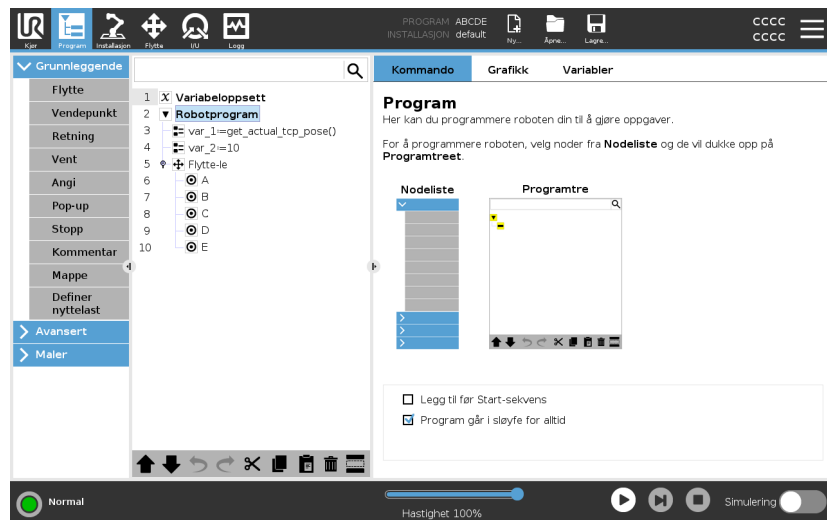 PROGRAM ABCDE
INSTALLASJON default
Kjør
Program
Installasjon
Flytte
I/U
Logg
Ny...
Åpne...
Lagre...
CCCC
CCCC
Grunnleggende
Flytte
Vendepunkt
Retning
Vent
Angi
Pop-up
Stopp
Kommentar
Mappe
Definer
nyttelast
Avansert
Maler
1 X Variabeloppsett
2 Robotprogram
3 var_1:=get_actual_tcp_pose()
4 var_2:=10
5 Flytte-le
6 A
7 B
8 C
9 D
10 E
Kommando
Grafikk
Variabler
Program
Her kan du programmere roboten din til å gjøre oppgaver.
For å programmere roboten, velg noder fra Nodeliste og de vil dukke opp på
Programtreet.
Nodeliste
Programtre
Legg til før Start-sekvens
Program går i sløyfe for alltid
Normal
Hastighet 100%
Simulering